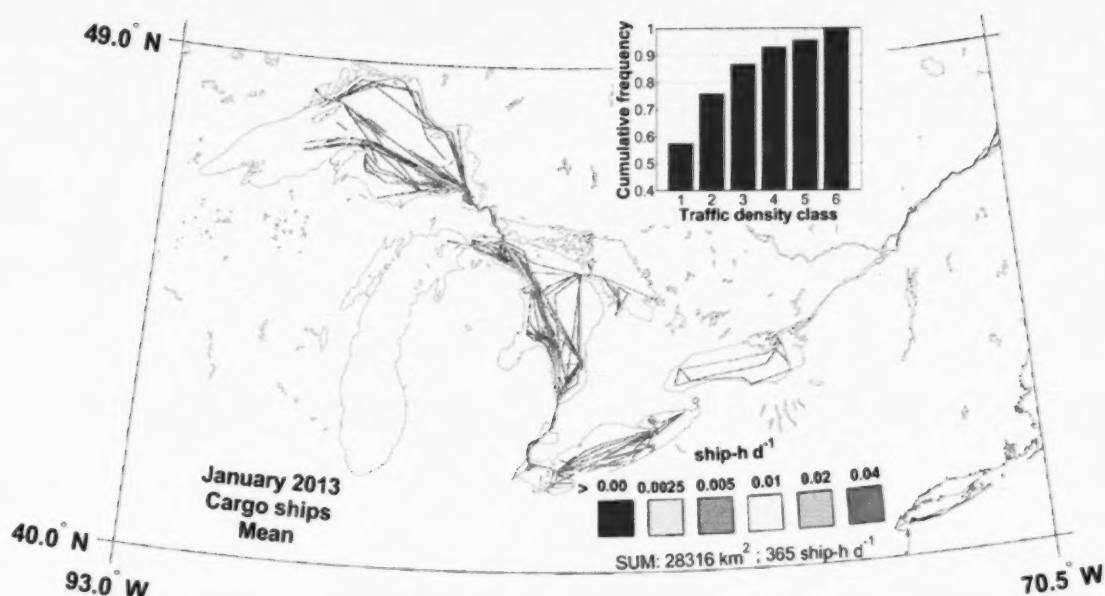 49.0° N
Cumulative frequency
1
0.9
0.8
0.7
0.6
0.5
0.4
1 2 3 4 5 6
Traffic density class
January 2013
Cargo ships
Mean
ship-h d⁻¹
> 0.00 0.0025 0.005 0.01 0.02 0.04
SUM: 28316 km² ; 365 ship-h d⁻¹
40.0° N
93.0° W
70.5° W